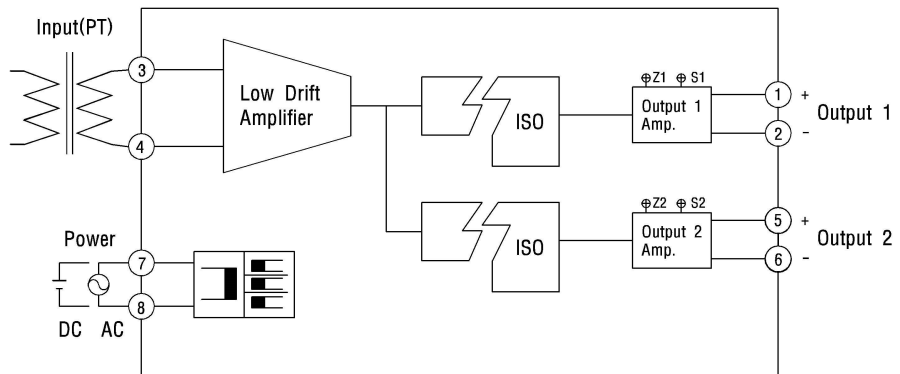 Input(PT)
3
4
Low Drift
Amplifier
ISO
Z1 S1
Output 1
Amp.
1 +
2 -
Output 1
ISO
Z2 S2
Output 2
Amp.
5 +
6 -
Output 2
Power
7
8
DC AC